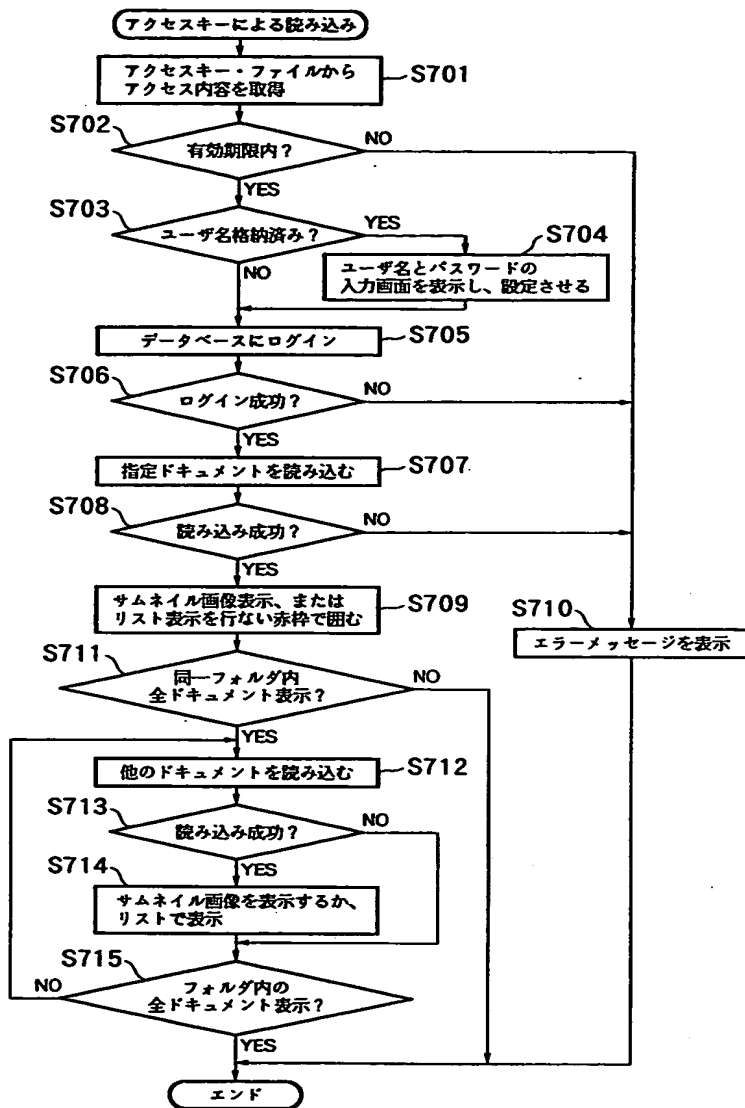 アクセスキーによる読み込み
アクセスキー・ファイルから
アクセス内容を取得
S701
S702
有効期限内？
NO
YES
S703
ユーザ名格納済み？
YES
NO
S704
ユーザ名とパスワードの
入力画面を表示し、設定させる
データベースにログイン
S705
S706
ログイン成功？
NO
YES
指定ドキュメントを読み込む
S707
S708
読み込み成功？
NO
YES
サムネイル画像表示、または
リスト表示を行ない赤枠で囲む
S709
S710
エラーメッセージを表示
S711
同一フォルダ内
全ドキュメント表示？
NO
YES
他のドキュメントを読み込む
S712
S713
読み込み成功？
NO
YES
S714
サムネイル画像を表示するか、
リストで表示
S715
フォルダ内の
全ドキュメント表示？
NO
YES
エンド